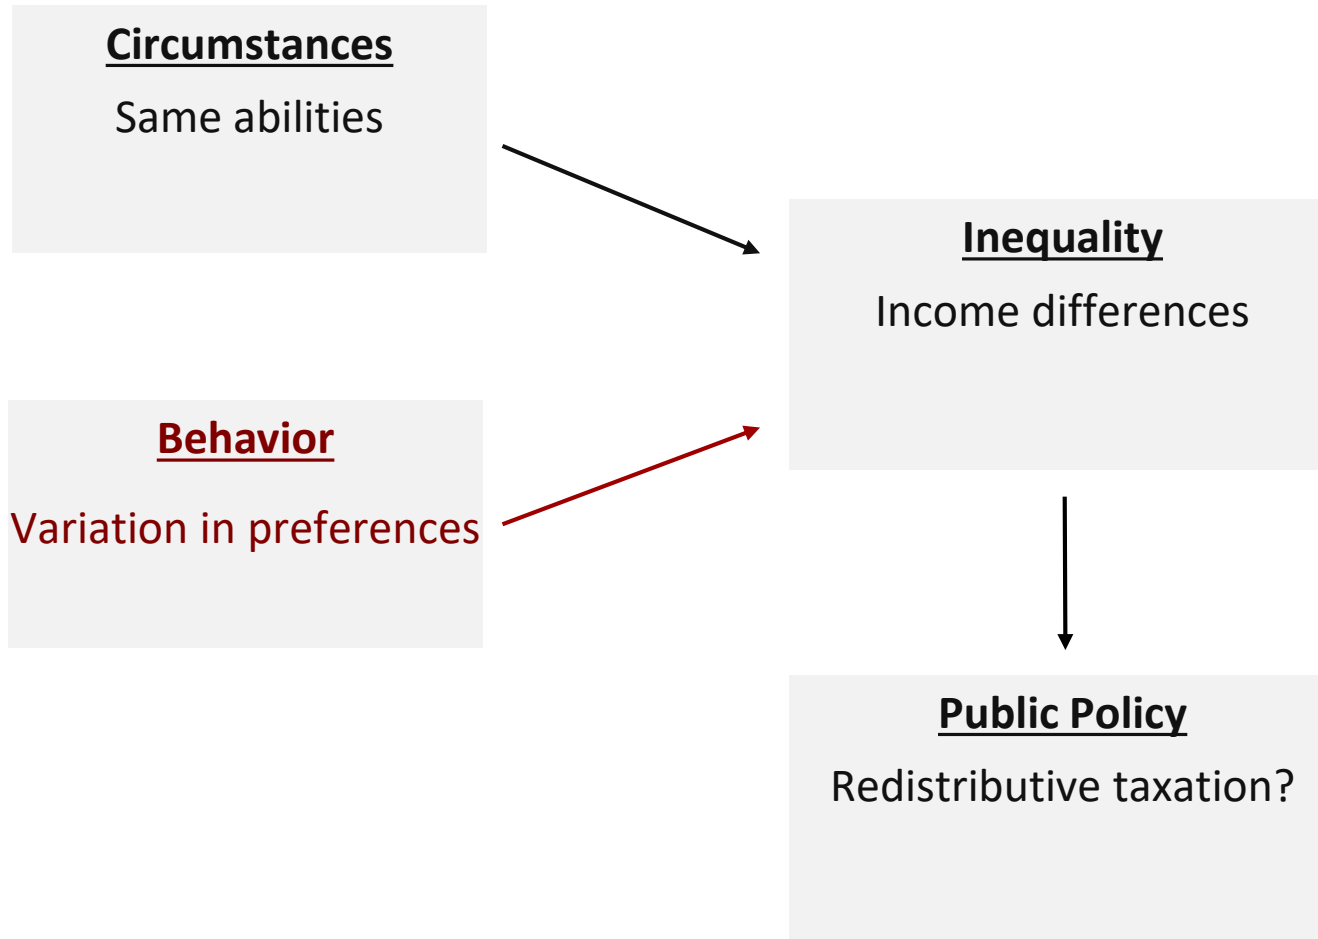 Circumstances
Same abilities
Inequality
Income differences
Behavior
Variation in preferences
Public Policy
Redistributive taxation?